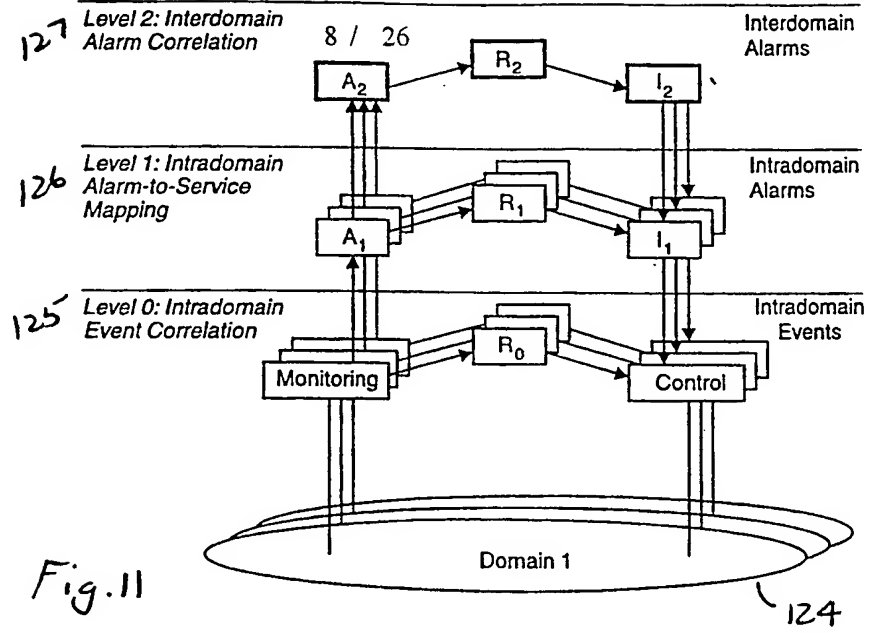 127
Level 2: Interdomain
Alarm Correlation
8 / 26
Interdomain
Alarms
A2
R2
I2
126
Level 1: Intradomain
Alarm-to-Service
Mapping
Intradomain
Alarms
A1
R1
I1
125
Level 0: Intradomain
Event Correlation
Intradomain
Events
Monitoring
R0
Control
Domain 1
Fig.11
124